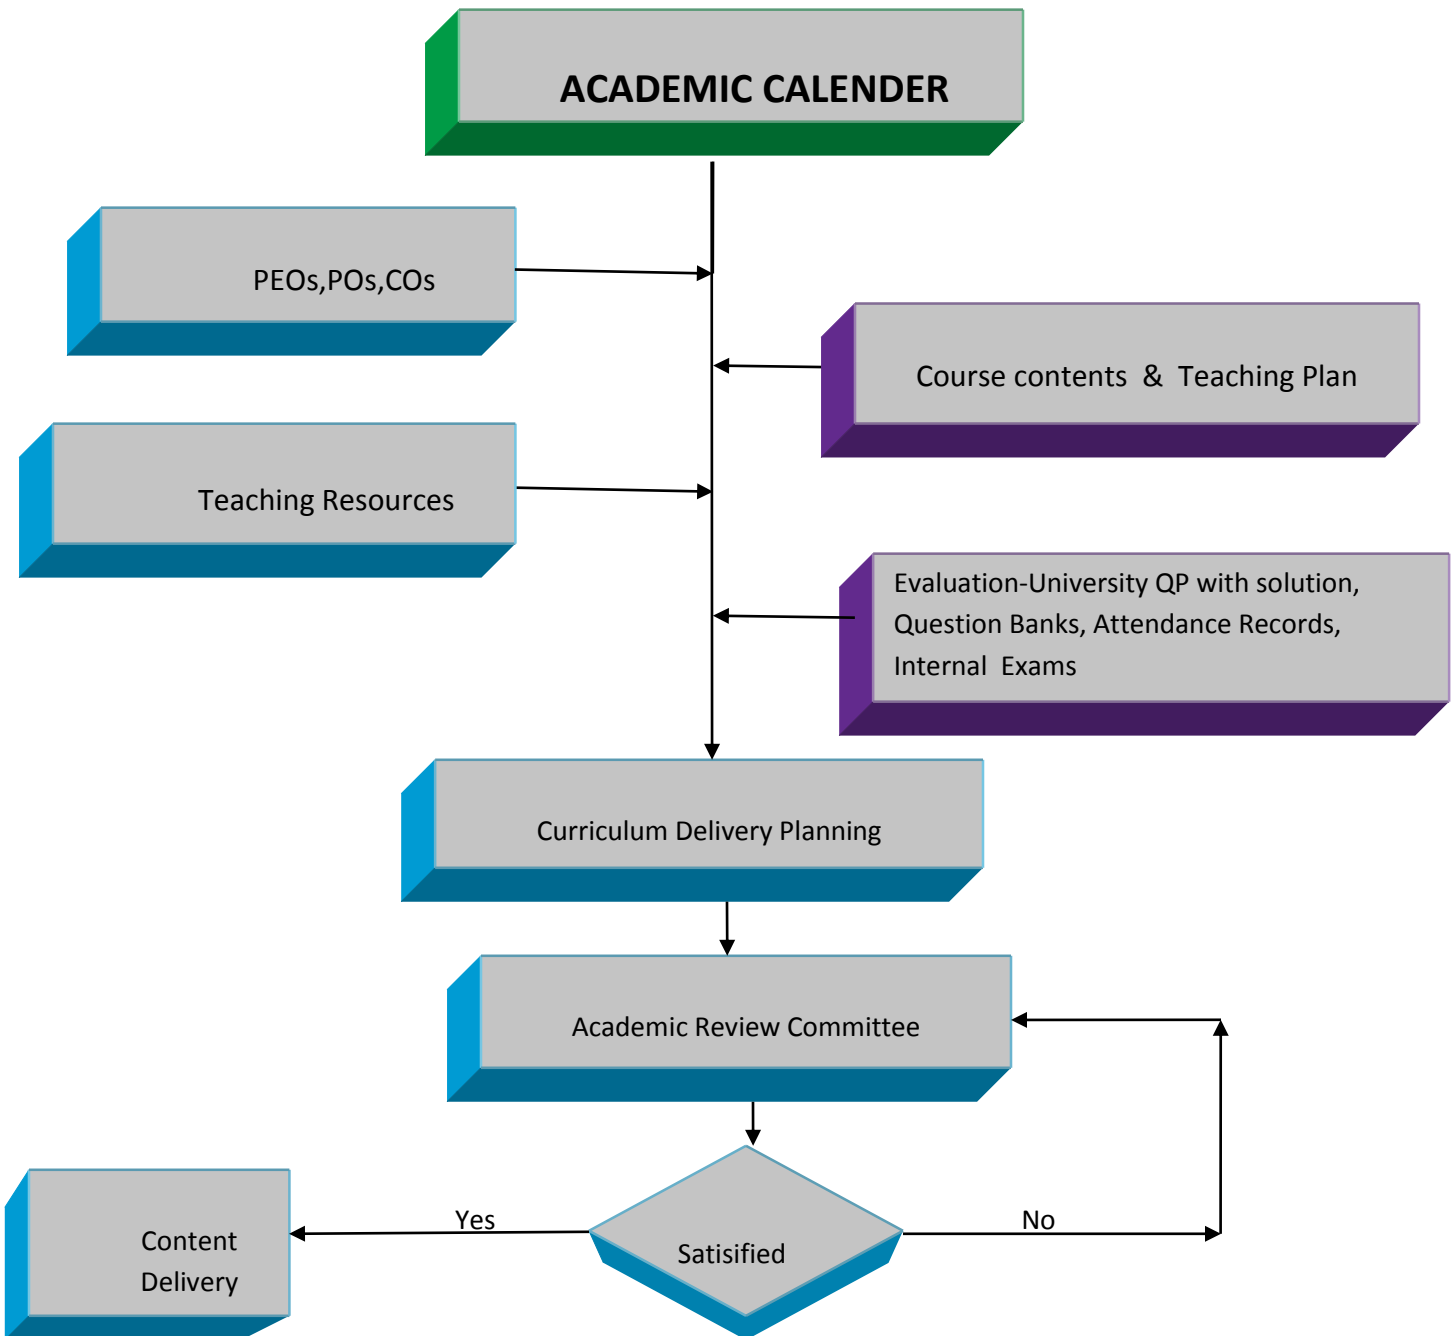 ACADEMIC CALENDER
PEOs,POs,COs
Course contents & Teaching Plan
Teaching Resources
Evaluation-University QP with solution,
Question Banks, Attendance Records,
Internal Exams
Curriculum Delivery Planning
Academic Review Committee
Yes
No
Satisified
Content
Delivery